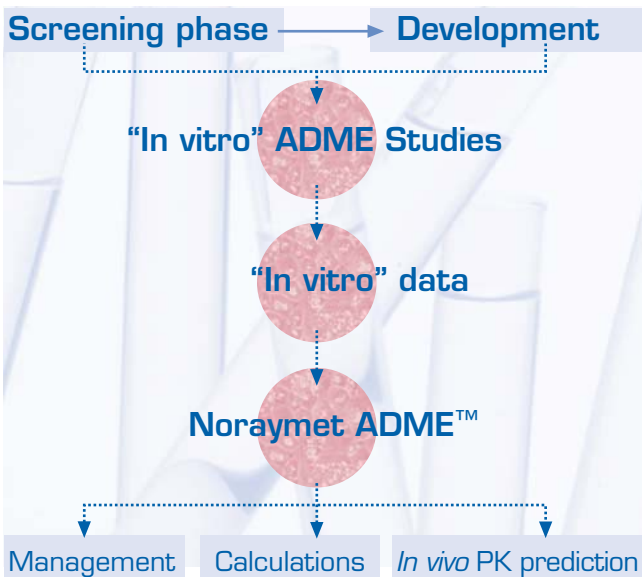 Screening phase
Development
“In vitro” ADME Studies
“In vitro” data
Noraymet ADME™
Management
Calculations
In vivo PK prediction